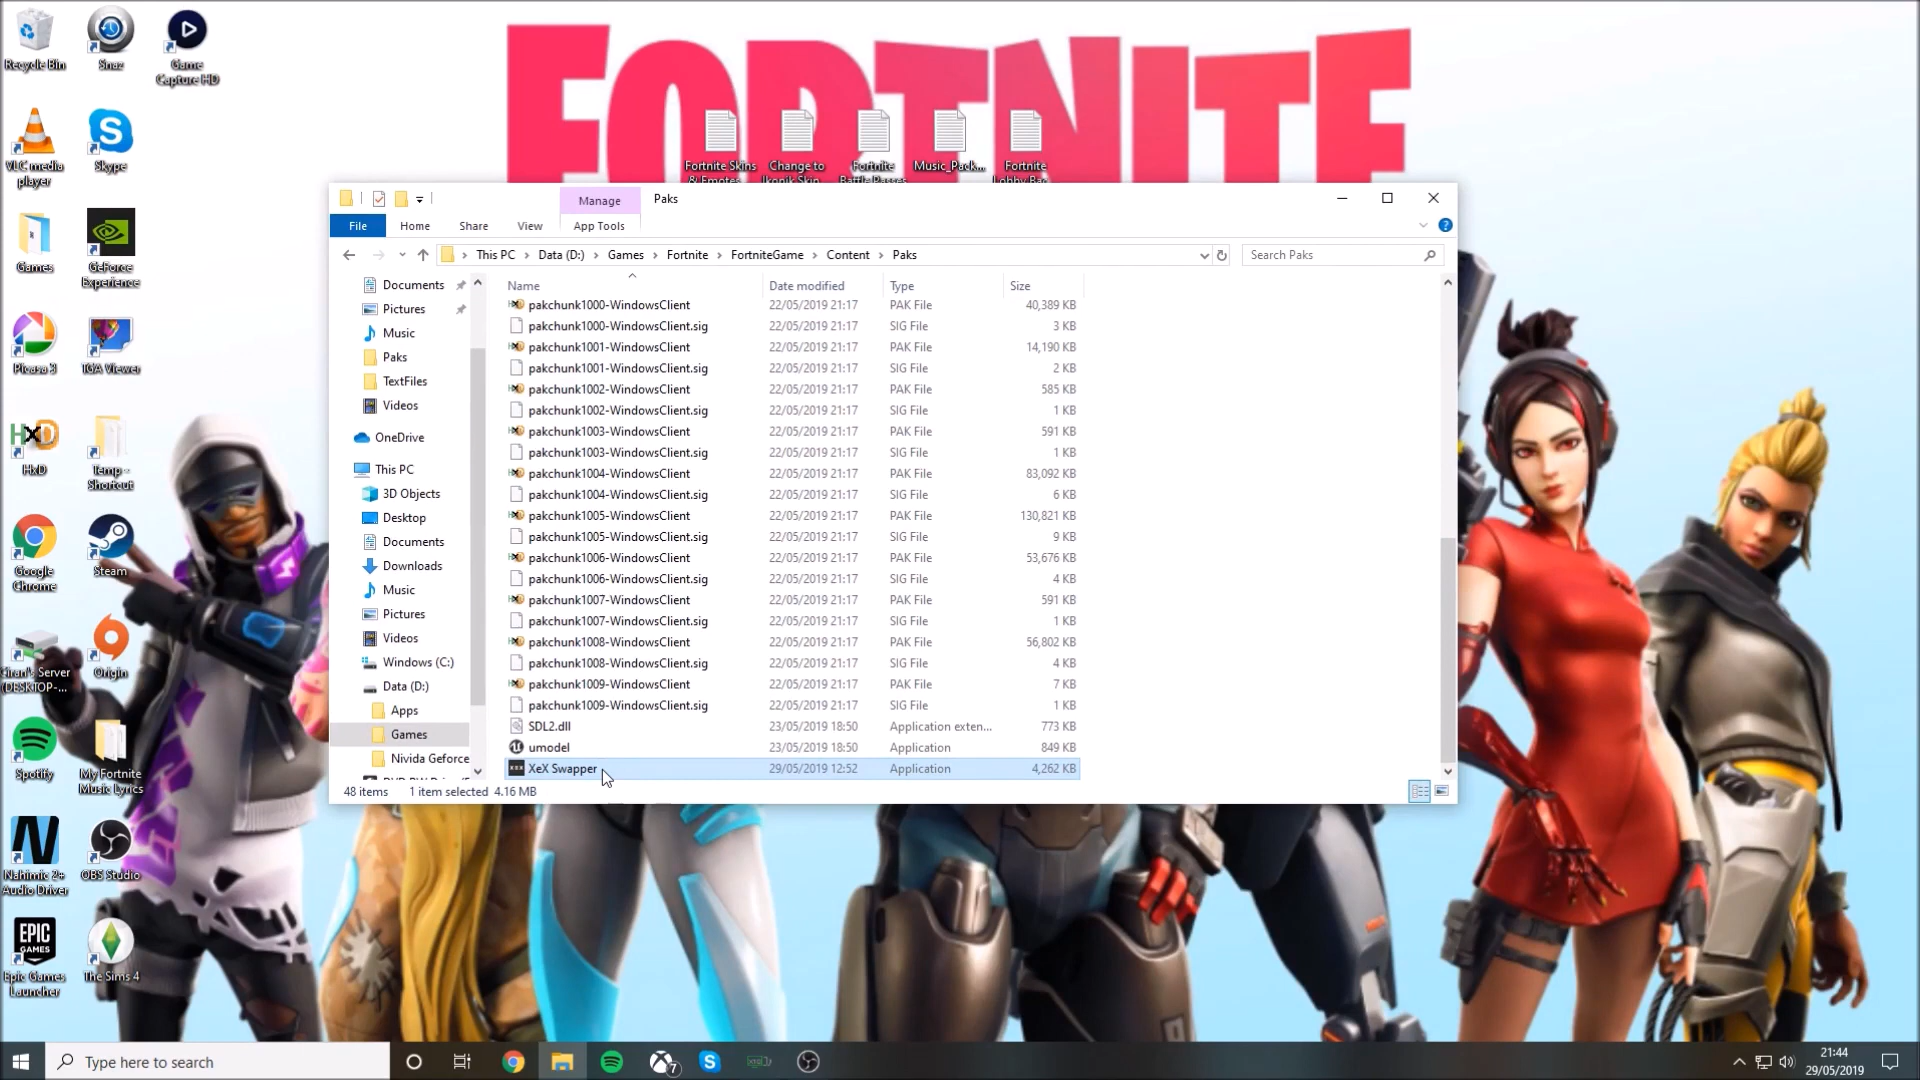 FORTNITE
Recycle Bin
Snaz
Game
Capture HD
VLC media
player
Skype
Games
GeForce
Experience
Picasa 3
TGA Viewer
HxD
Temp -
Shortcut
Google
Chrome
Steam
Ciran's Server
(DESKTOP-...
Origin
Spotify
My Fortnite
Music Lyrics
Nahimic 2+
Audio Driver
OBS Studio
EPIC
GAMES
Epic Games
Launcher
The Sims 4
Fortnite Skins
& Emotes
Change to
Ikonik Skin
Fortnite
Battle Passes
Music_Pack...
Fortnite
Lobby Bac
Manage
Paks
File
Home
Share
View
App Tools
This PC > Data (D:) > Games > Fortnite > FortniteGame > Content > Paks
Search Paks
Documents
Pictures
Music
Paks
TextFiles
Videos
OneDrive
This PC
3D Objects
Desktop
Documents
Downloads
Music
Pictures
Videos
Windows (C:)
Data (D:)
Apps
Games
Nivida Geforce
Name Date modified Type Size
pakchunk1000-WindowsClient 22/05/2019 21:17 PAK File 40,389 KB
pakchunk1000-WindowsClient.sig 22/05/2019 21:17 SIG File 3 KB
pakchunk1001-WindowsClient 22/05/2019 21:17 PAK File 14,190 KB
pakchunk1001-WindowsClient.sig 22/05/2019 21:17 SIG File 2 KB
pakchunk1002-WindowsClient 22/05/2019 21:17 PAK File 585 KB
pakchunk1002-WindowsClient.sig 22/05/2019 21:17 SIG File 1 KB
pakchunk1003-WindowsClient 22/05/2019 21:17 PAK File 591 KB
pakchunk1003-WindowsClient.sig 22/05/2019 21:17 SIG File 1 KB
pakchunk1004-WindowsClient 22/05/2019 21:17 PAK File 83,092 KB
pakchunk1004-WindowsClient.sig 22/05/2019 21:17 SIG File 6 KB
pakchunk1005-WindowsClient 22/05/2019 21:17 PAK File 130,821 KB
pakchunk1005-WindowsClient.sig 22/05/2019 21:17 SIG File 9 KB
pakchunk1006-WindowsClient 22/05/2019 21:17 PAK File 53,676 KB
pakchunk1006-WindowsClient.sig 22/05/2019 21:17 SIG File 4 KB
pakchunk1007-WindowsClient 22/05/2019 21:17 PAK File 591 KB
pakchunk1007-WindowsClient.sig 22/05/2019 21:17 SIG File 1 KB
pakchunk1008-WindowsClient 22/05/2019 21:17 PAK File 56,802 KB
pakchunk1008-WindowsClient.sig 22/05/2019 21:17 SIG File 4 KB
pakchunk1009-WindowsClient 22/05/2019 21:17 PAK File 7 KB
pakchunk1009-WindowsClient.sig 22/05/2019 21:17 SIG File 1 KB
SDL2.dll 23/05/2019 18:50 Application exten... 773 KB
umodel 23/05/2019 18:50 Application 849 KB
XeX Swapper 29/05/2019 12:52 Application 4,262 KB
48 items 1 item selected 4.16 MB
Type here to search
7
21:44
29/05/2019